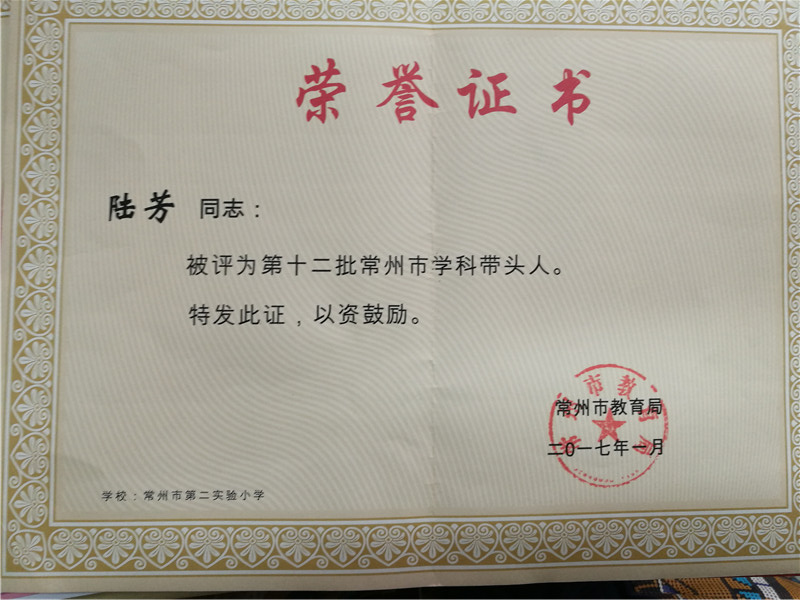 荣誉证书
陆芳 同志：
被评为第十二批常州市学科带头人。
特发此证，以资鼓励。
常州市教育局
二〇一七年一月
学校：常州市第二实验小学